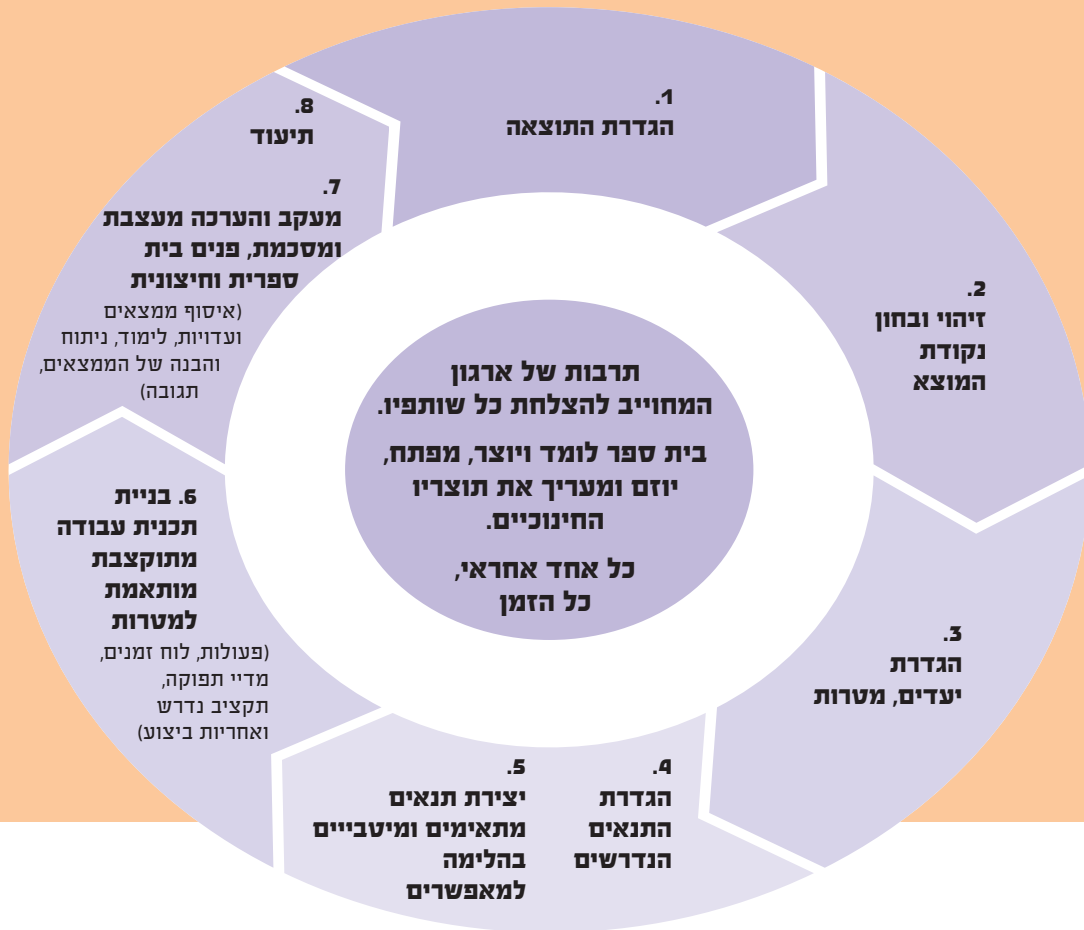 1.
הגדרת התוצאה
2.
זיהוי ובחון
נקודת
המוצא
3.
הגדרת
יעדים, מטרות
4.
הגדרת
התנאים
הנדרשים
5.
יצירת תנאים
מתאימים ומיטביים
בהלימה
למאפשרים
6. בניית
תכנית עבודה
מתוקצבת
מותאמת
למטרות
(פעולות, לוח זמנים,
מדיי תפוקה,
תקציב נדרש
ואחריות ביצוע)
7.
מעקב והערכה מעצבת
ומסכמת, פנים בית
ספרית וחיצונית
(איסוף ממצאים
ועדויות, לימוד, ניתוח
והבנה של הממצאים,
תגובה)
8.
תיעוד
תרבות של ארגון
המחוייב להצלחת כל שותפיו.
בית ספר לומד ויוצר, מפתח,
יוזם ומעריך את תוצריו
החינוכיים.
כל אחד אחראי,
כל הזמן